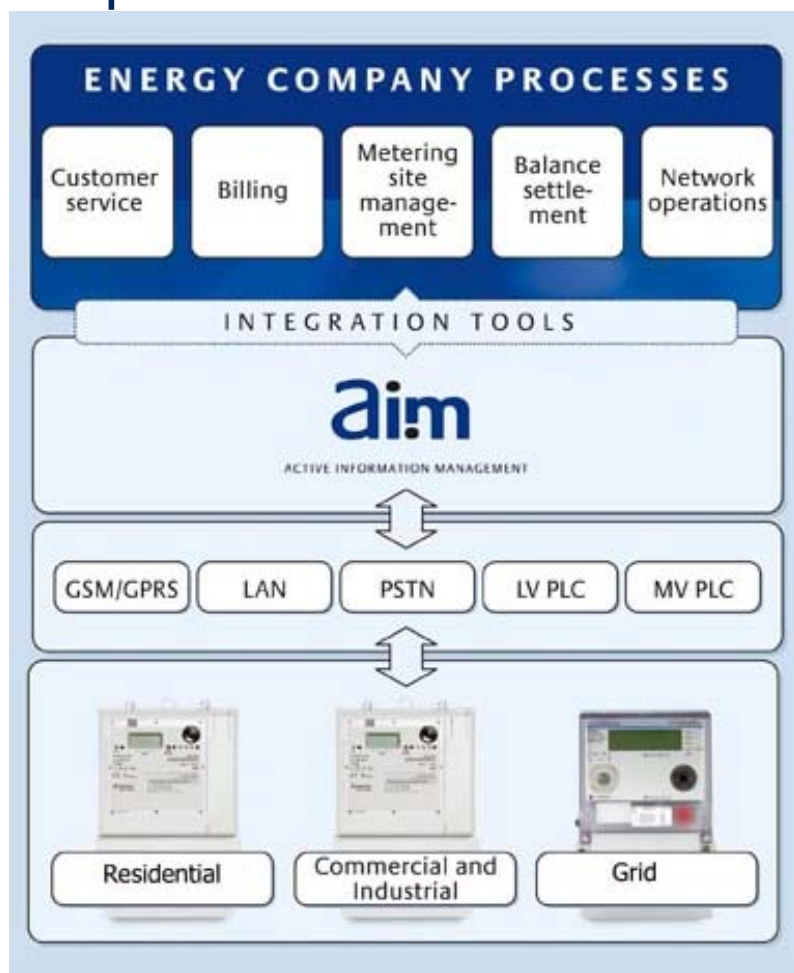 ENERGY COMPANY PROCESSES
Customer
service
Billing
Metering
site
manage-
ment
Balance
settle-
ment
Network
operations
INTEGRATION TOOLS
aim
ACTIVE INFORMATION MANAGEMENT
GSM/GPRS
LAN
PSTN
LV PLC
MV PLC
Residential
Commercial and
Industrial
Grid